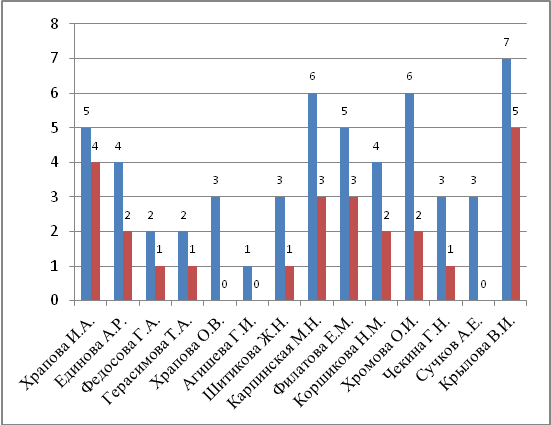 8
7
6
5
4
3
2
1
0
5 4
4 2
2 1
2 1
3 0
1 0
3 1
6 3
5 3
4 2
6 2
3 1
3 0
7 5
Храпова И.А.
Единова А.Р.
Федосова Г.А.
Герасимова Т.А.
Храпова О.В.
Агишева Г.И.
Шитикова Ж.Н.
Карпинская М.Н.
Филатова Е.М.
Коршикова Н.М.
Хромова О.И.
Чекина Г.Н.
Сучков А.Е.
Крылова В.И.